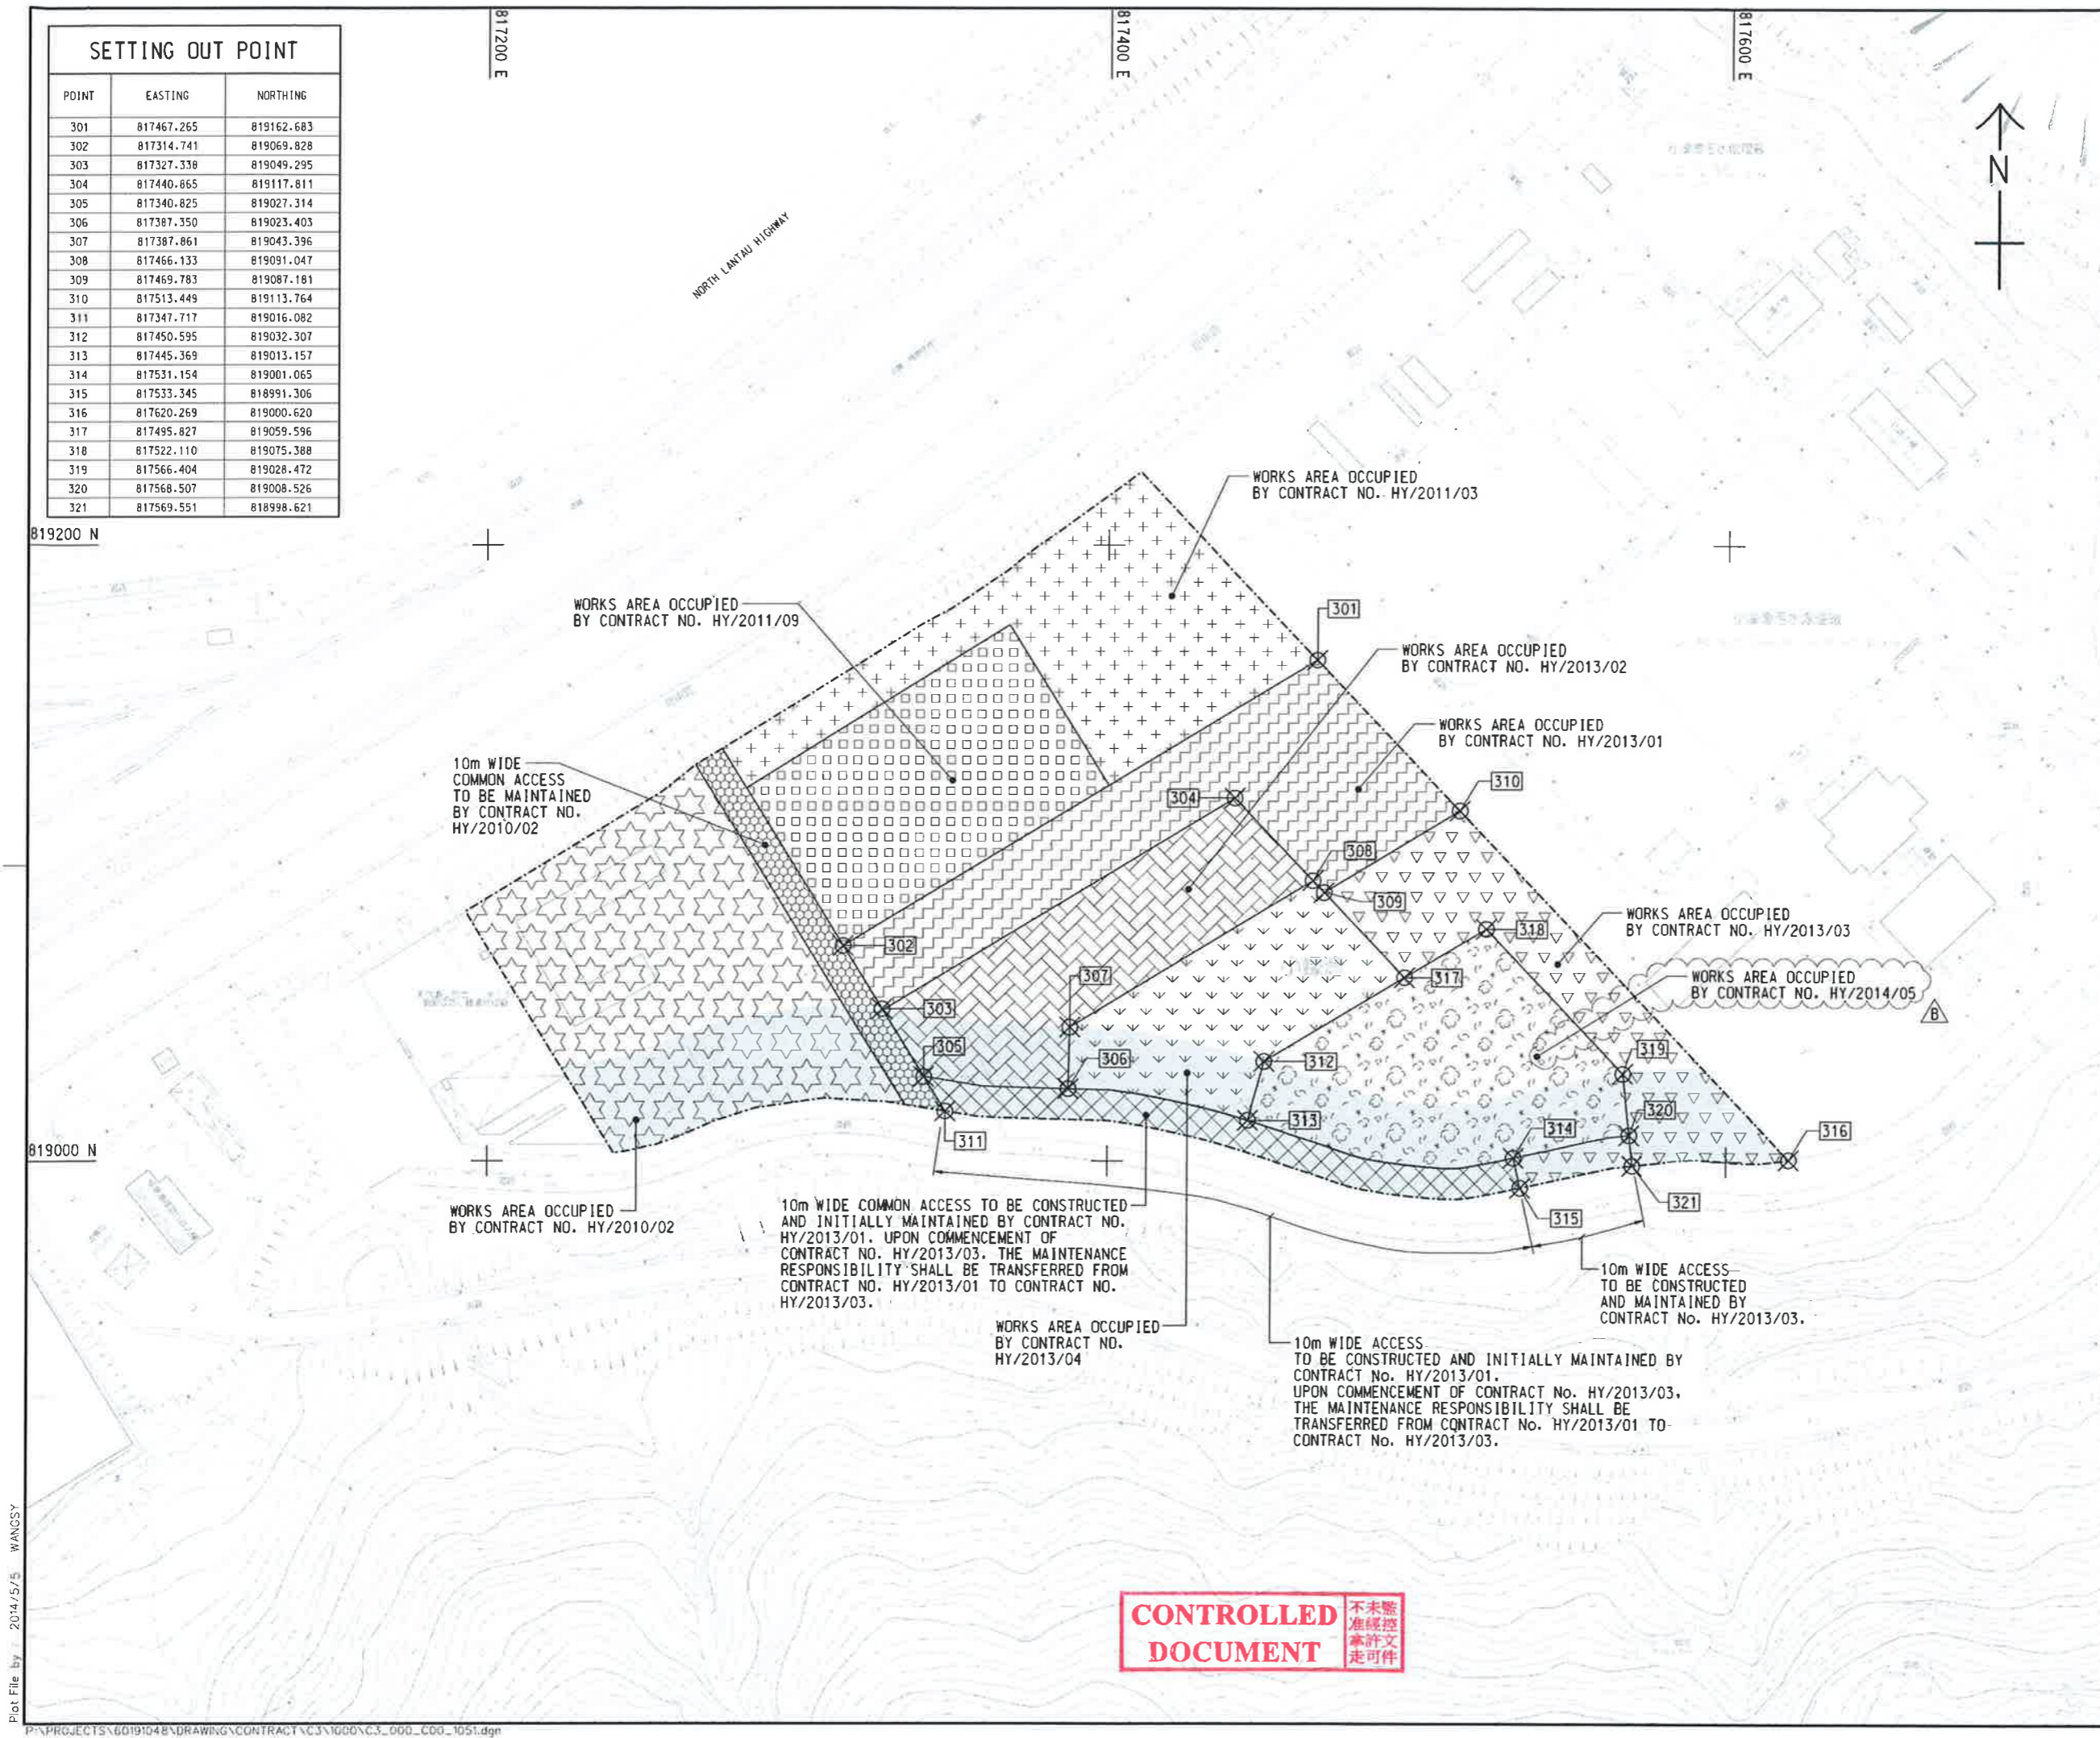 SETTING OUT POINT
POINT EASTING NORTHING
301 817467.265 819162.683
302 817314.741 819069.828
303 817327.338 819049.295
304 817440.865 819117.811
305 817340.825 819027.314
306 817387.350 819023.403
307 817387.861 819043.396
308 817466.133 819091.047
309 817469.783 819087.181
310 817513.449 819113.764
311 817347.717 819016.082
312 817450.595 819032.307
313 817445.369 819013.157
314 817531.154 819001.065
315 817533.345 818991.306
316 817620.269 819000.620
317 817495.827 819059.596
318 817522.110 819075.388
319 817566.404 819028.472
320 817568.507 819008.526
321 817569.551 818998.621
817200 E
817400 E
817600 E
N
NORTH LANTAU HIGHWAY
819200 N
819000 N
WORKS AREA OCCUPIED
BY CONTRACT NO. HY/2011/03
WORKS AREA OCCUPIED
BY CONTRACT NO. HY/2011/09
301
WORKS AREA OCCUPIED
BY CONTRACT NO. HY/2013/02
WORKS AREA OCCUPIED
BY CONTRACT NO. HY/2013/01
10m WIDE
COMMON ACCESS
TO BE MAINTAINED
BY CONTRACT NO.
HY/2010/02
304
310
308
309
WORKS AREA OCCUPIED
BY CONTRACT NO. HY/2013/03
318
302
WORKS AREA OCCUPIED
BY CONTRACT NO. HY/2014/05
B
307
317
303
305
306
312
319
320
314
313
311
316
321
315
WORKS AREA OCCUPIED
BY CONTRACT NO. HY/2010/02
10m WIDE COMMON ACCESS TO BE CONSTRUCTED
AND INITIALLY MAINTAINED BY CONTRACT NO.
HY/2013/01. UPON COMMENCEMENT OF
CONTRACT NO. HY/2013/03. THE MAINTENANCE
RESPONSIBILITY SHALL BE TRANSFERRED FROM
CONTRACT NO. HY/2013/01 TO CONTRACT NO.
HY/2013/03.
WORKS AREA OCCUPIED
BY CONTRACT NO.
HY/2013/04
10m WIDE ACCESS
TO BE CONSTRUCTED
AND MAINTAINED BY
CONTRACT No. HY/2013/03.
10m WIDE ACCESS
TO BE CONSTRUCTED AND INITIALLY MAINTAINED BY
CONTRACT No. HY/2013/01.
UPON COMMENCEMENT OF CONTRACT No. HY/2013/03,
THE MAINTENANCE RESPONSIBILITY SHALL BE
TRANSFERRED FROM CONTRACT No. HY/2013/01 TO
CONTRACT No. HY/2013/03.
CONTROLLED
DOCUMENT
監控文件
未經許可
不准拿走
Plot File by 2014/5/5 WANGSY
P:\PROJECTS\60191048\DRAWING\CONTRACT\C3\1000\C3_000_C00_1051.dgn